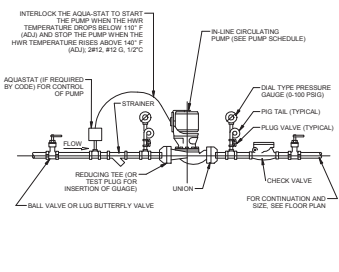 INTERLOCK THE AQUA-STAT TO START
THE PUMP WHEN THE HWR
TEMPERATURE DROPS BELOW 110° F
(ADJ) AND STOP THE PUMP WHEN THE
HWR TEMPERATURE RISES ABOVE 140° F
(ADJ); 2#12, #12 G, 1/2"C
IN-LINE CIRCULATING
PUMP (SEE PUMP SCHEDULE)
AQUASTAT (IF REQUIRED
BY CODE) FOR CONTROL
OF PUMP
STRAINER
DIAL TYPE PRESSURE
GAUGE (0-100 PSIG)
PIG TAIL (TYPICAL)
PLUG VALVE (TYPICAL)
FLOW
REDUCING TEE (OR
TEST PLUG FOR
INSERTION OF GUAGE)
UNION
CHECK VALVE
BALL VALVE OR LUG BUTTERFLY VALVE
FOR CONTINUATION AND
SIZE, SEE FLOOR PLAN